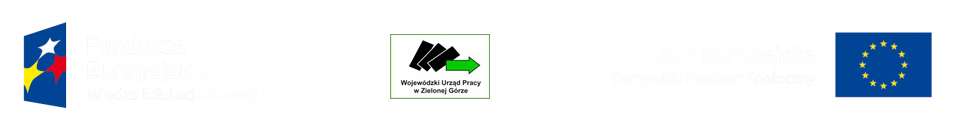 Fundusze
Europejskie
Wiedza Edukacja Rozwój
Wojewódzki Urząd Pracy
w Zielonej Górze
Unia Europejska
Europejski Fundusz Społeczny